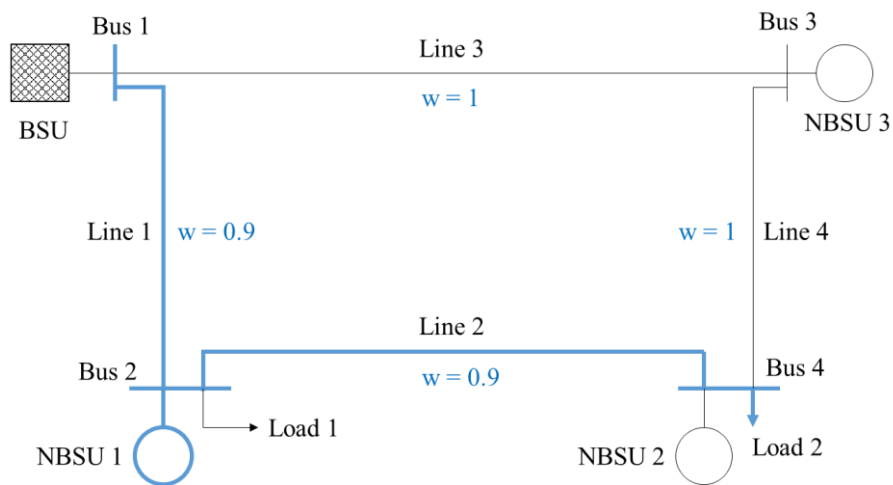 Bus 1
Line 3
Bus 3
BSU
w = 1
NBSU 3
Line 1
w = 0.9
w = 1
Line 4
Line 2
Bus 2
w = 0.9
Bus 4
Load 1
NBSU 1
NBSU 2
Load 2